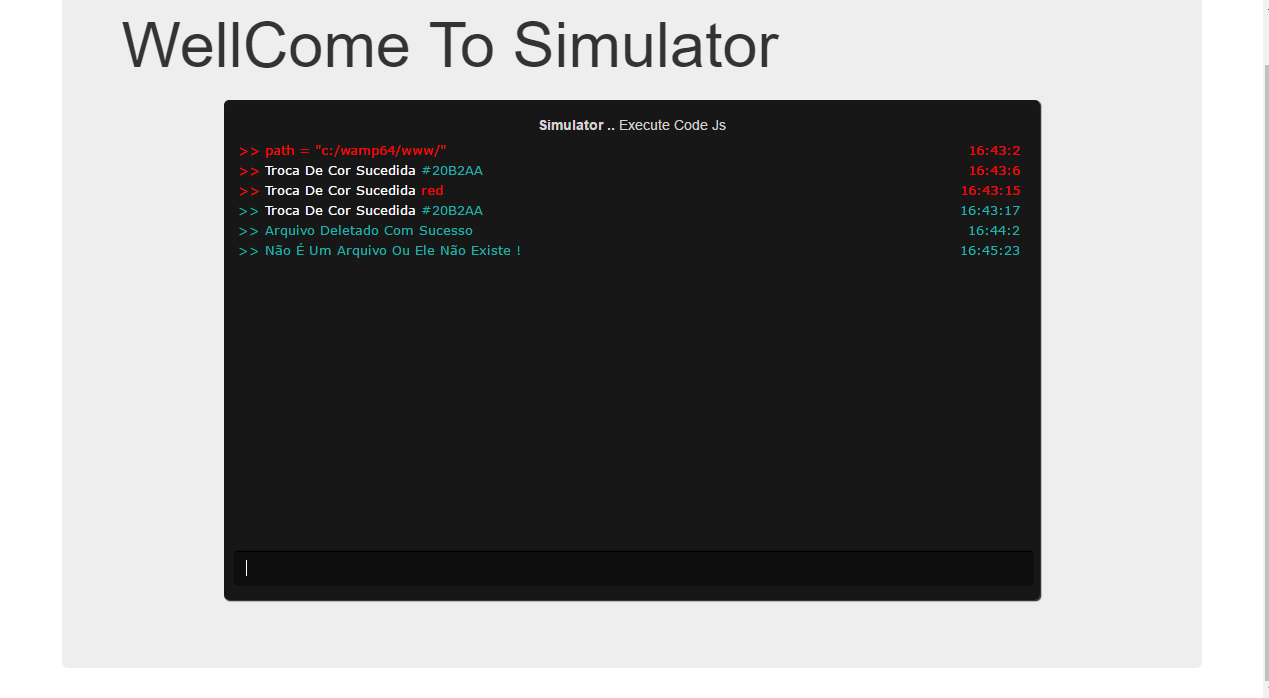 WellCome To Simulator
Simulator .. Execute Code Js
>> path = "c:/wamp64/www/" 16:43:2
>> Troca De Cor Sucedida #20B2AA 16:43:6
>> Troca De Cor Sucedida red 16:43:15
>> Troca De Cor Sucedida #20B2AA 16:43:17
>> Arquivo Deletado Com Sucesso 16:44:2
>> Não É Um Arquivo Ou Ele Não Existe ! 16:45:23